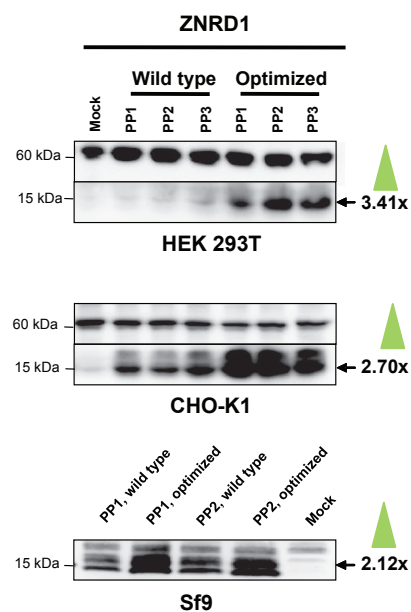 ZNRD1
Wild type Optimized
Mock PP1 PP2 PP3 PP1 PP2 PP3
60 kDa
15 kDa
3.41x
HEK 293T
60 kDa
15 kDa
2.70x
CHO-K1
PP1, wild type PP1, optimized PP2, wild type PP2, optimized Mock
15 kDa
2.12x
Sf9